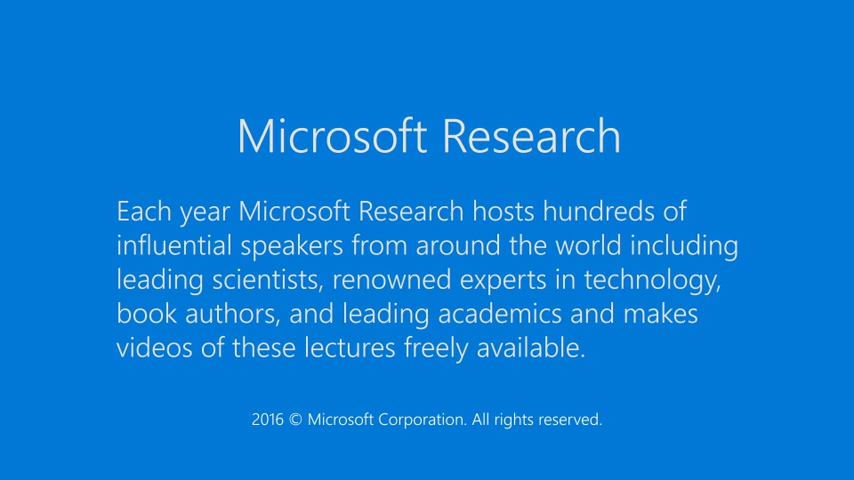 Microsoft Research
Each year Microsoft Research hosts hundreds of
influential speakers from around the world including
leading scientists, renowned experts in technology,
book authors, and leading academics and makes
videos of these lectures freely available.
2016 © Microsoft Corporation. All rights reserved.